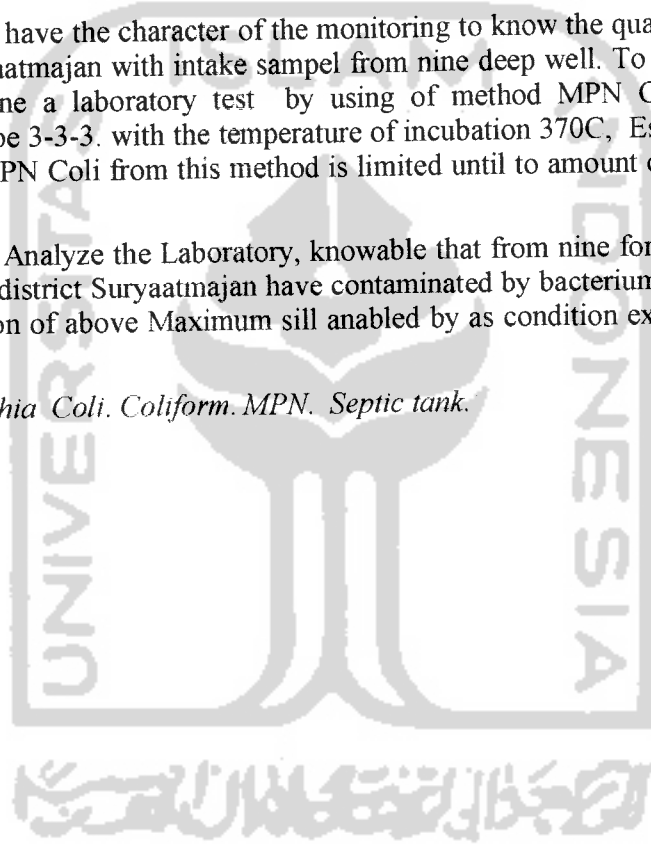 have the character of the monitoring to know the qua
atmajan with intake sampel from nine deep well. To
ne a laboratory test by using of method MPN C
be 3-3-3. with the temperature of incubation 370C, Es
PN Coli from this method is limited until to amount
Analyze the Laboratory, knowable that from nine for
district Suryaatmajan have contaminated by bacterium
on of above Maximum sill anabled by as condition ex
hia Coli. Coliform. MPN. Septic tank.
ISLAM
UNIVERSITAS
INDONESIA